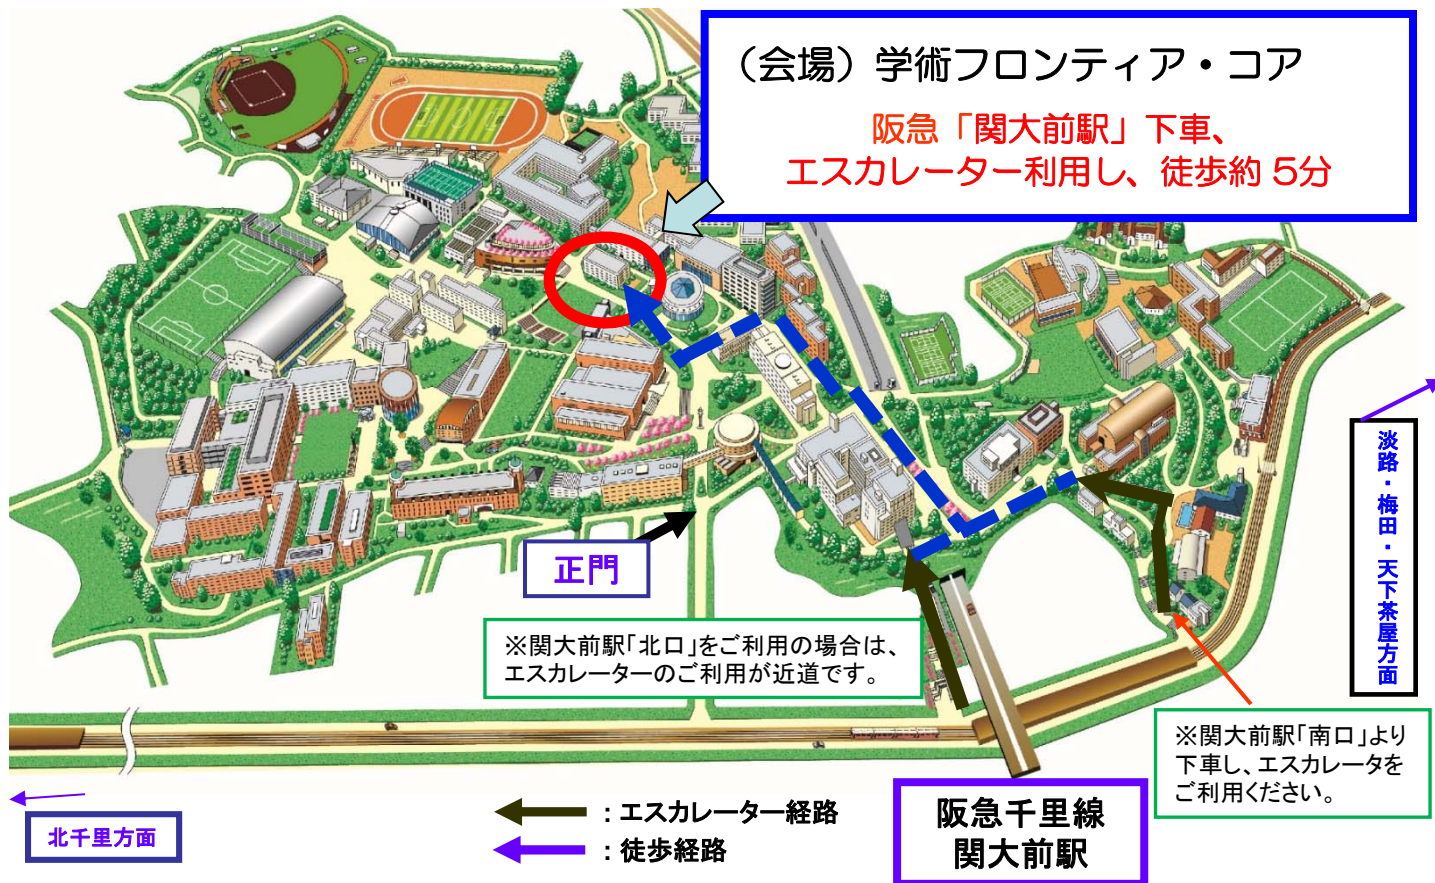 （会場）学術フロンティア・コア
阪急「関大前駅」下車、
エスカレーター利用し、徒歩約 5分
淡路・梅田・天下茶屋方面
正門
※関大前駅「北口」をご利用の場合は、
エスカレーターのご利用が近道です。
※関大前駅「南口」より
下車し、エスカレータを
ご利用ください。
北千里方面
：エスカレーター経路
：徒歩経路
阪急千里線
関大前駅